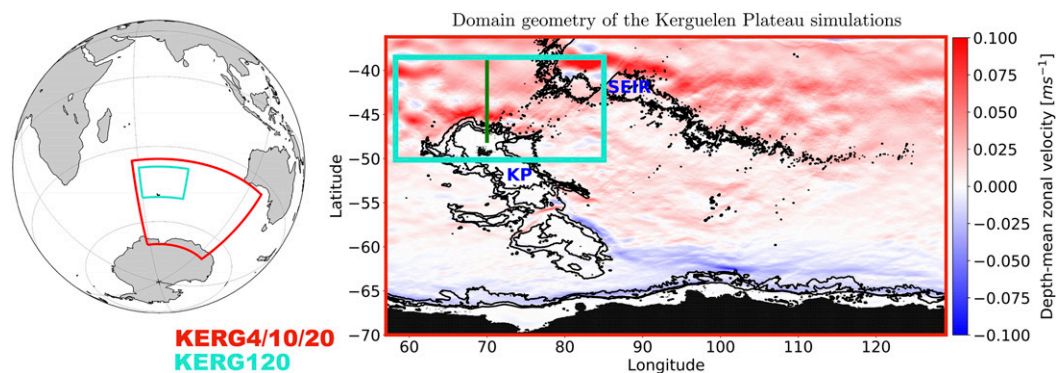 Domain geometry of the Kerguelen Plateau simulations
KERG4/10/20
KERG120
Latitude
−40
−45
−50
−55
−60
−65
−70
SEIR
KP
60 70 80 90 100 110 120
Longitude
0.100
0.075
0.050
0.025
0.000
−0.025
−0.050
−0.075
−0.100
Depth-mean zonal velocity [ms⁻¹]